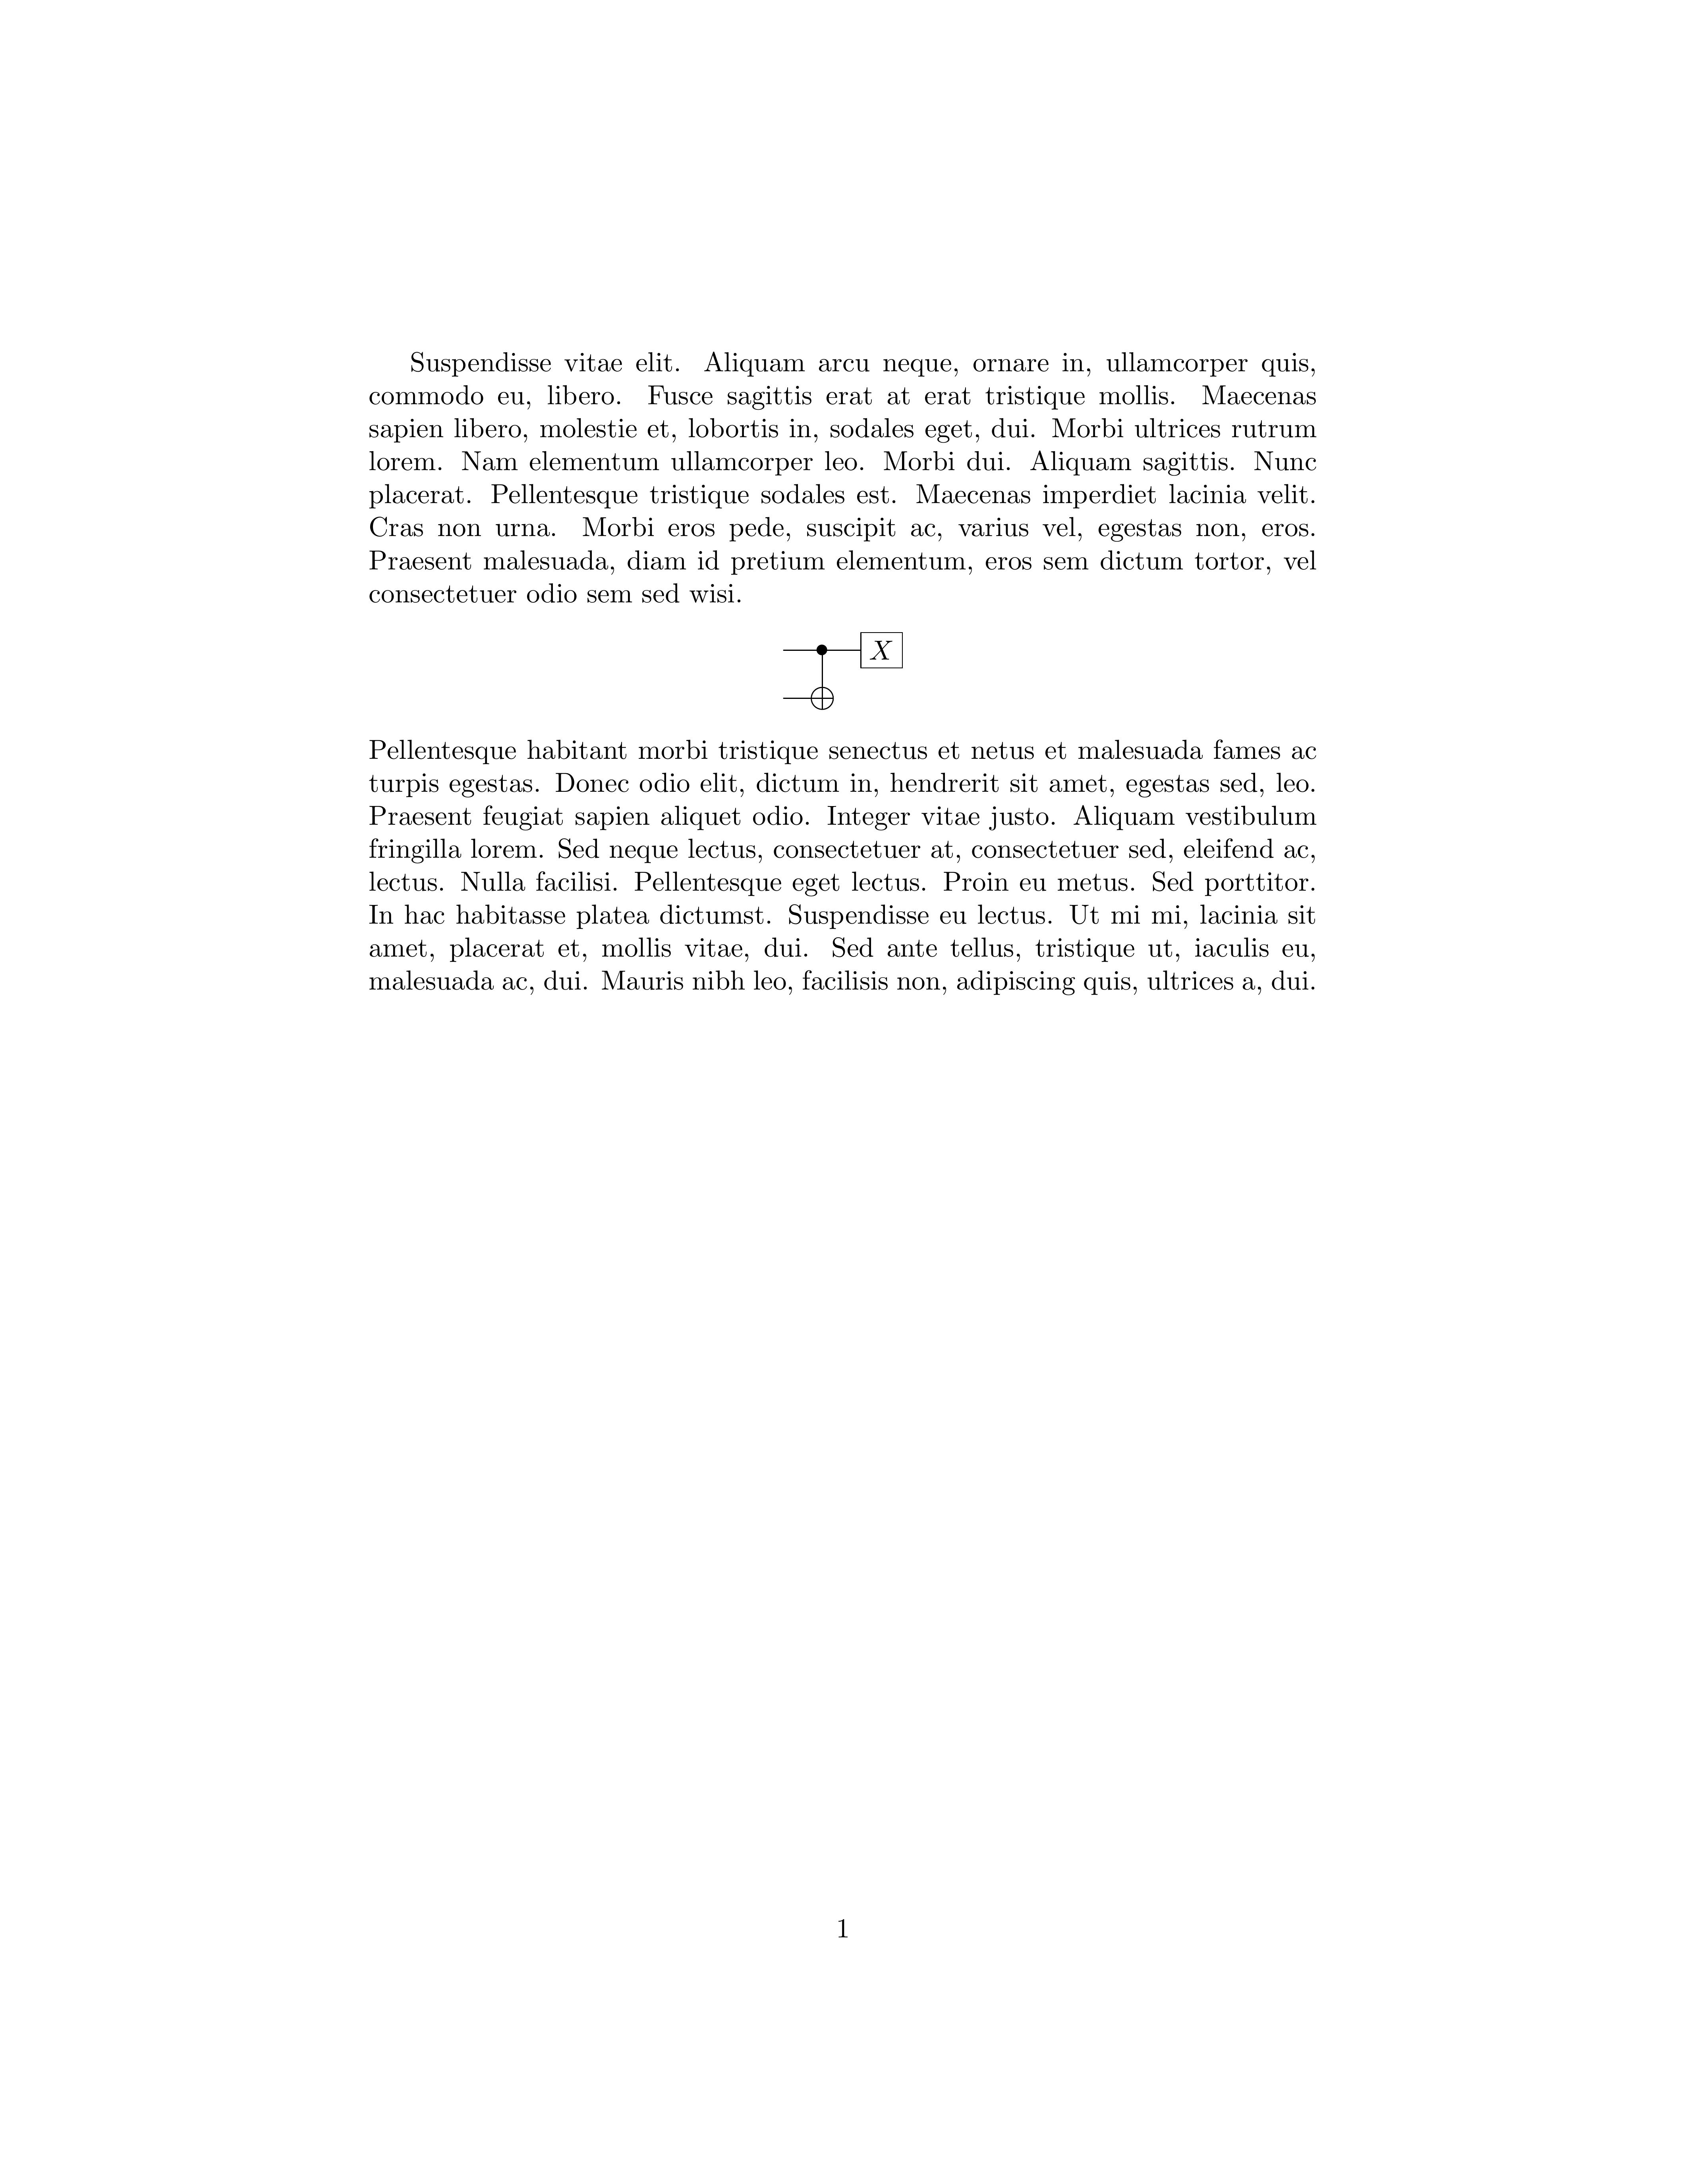 Suspendisse vitae elit. Aliquam arcu neque, ornare in, ullamcorper quis,
commodo eu, libero. Fusce sagittis erat at erat tristique mollis. Maecenas
sapien libero, molestie et, lobortis in, sodales eget, dui. Morbi ultrices rutrum
lorem. Nam elementum ullamcorper leo. Morbi dui. Aliquam sagittis. Nunc
placerat. Pellentesque tristique sodales est. Maecenas imperdiet lacinia velit.
Cras non urna. Morbi eros pede, suscipit ac, varius vel, egestas non, eros.
Praesent malesuada, diam id pretium elementum, eros sem dictum tortor, vel
consectetuer odio sem sed wisi.
X
Pellentesque habitant morbi tristique senectus et netus et malesuada fames ac
turpis egestas. Donec odio elit, dictum in, hendrerit sit amet, egestas sed, leo.
Praesent feugiat sapien aliquet odio. Integer vitae justo. Aliquam vestibulum
fringilla lorem. Sed neque lectus, consectetuer at, consectetuer sed, eleifend ac,
lectus. Nulla facilisi. Pellentesque eget lectus. Proin eu metus. Sed porttitor.
In hac habitasse platea dictumst. Suspendisse eu lectus. Ut mi mi, lacinia sit
amet, placerat et, mollis vitae, dui. Sed ante tellus, tristique ut, iaculis eu,
malesuada ac, dui. Mauris nibh leo, facilisis non, adipiscing quis, ultrices a, dui.
1